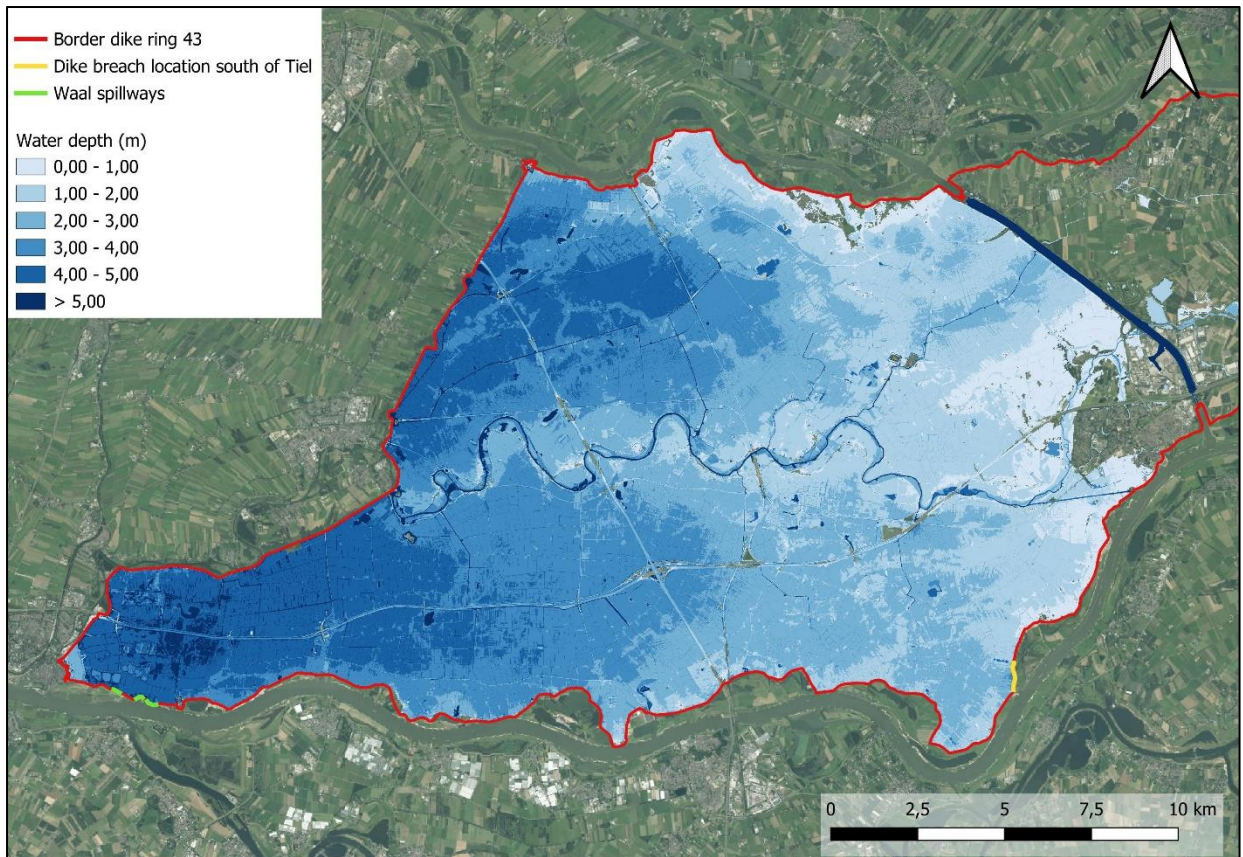 Border dike ring 43
Dike breach location south of Tiel
Waal spillways
Water depth (m)
0,00 - 1,00
1,00 - 2,00
2,00 - 3,00
3,00 - 4,00
4,00 - 5,00
> 5,00
0 2,5 5 7,5 10 km